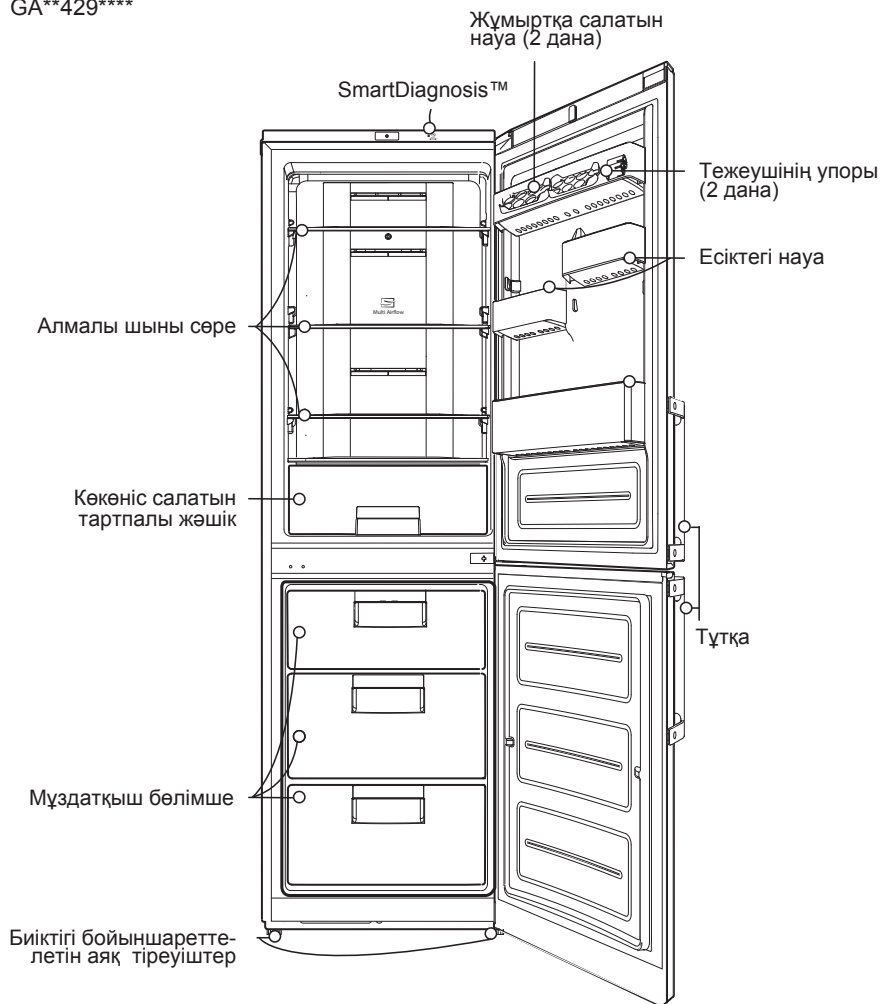 GA**429****
Жұмыртқа салатын
науа (2 дана)
SmartDiagnosis™
Тежеушінің упоры
(2 дана)
Есіктегі науа
Алмалы шыны сөре
Multi Airflow
Көкөніс салатын
тартпалы жәшік
Тұтқа
Мұздатқыш бөлімше
Биіктігі бойыншаретте-
летін аяқ тіреуіштер